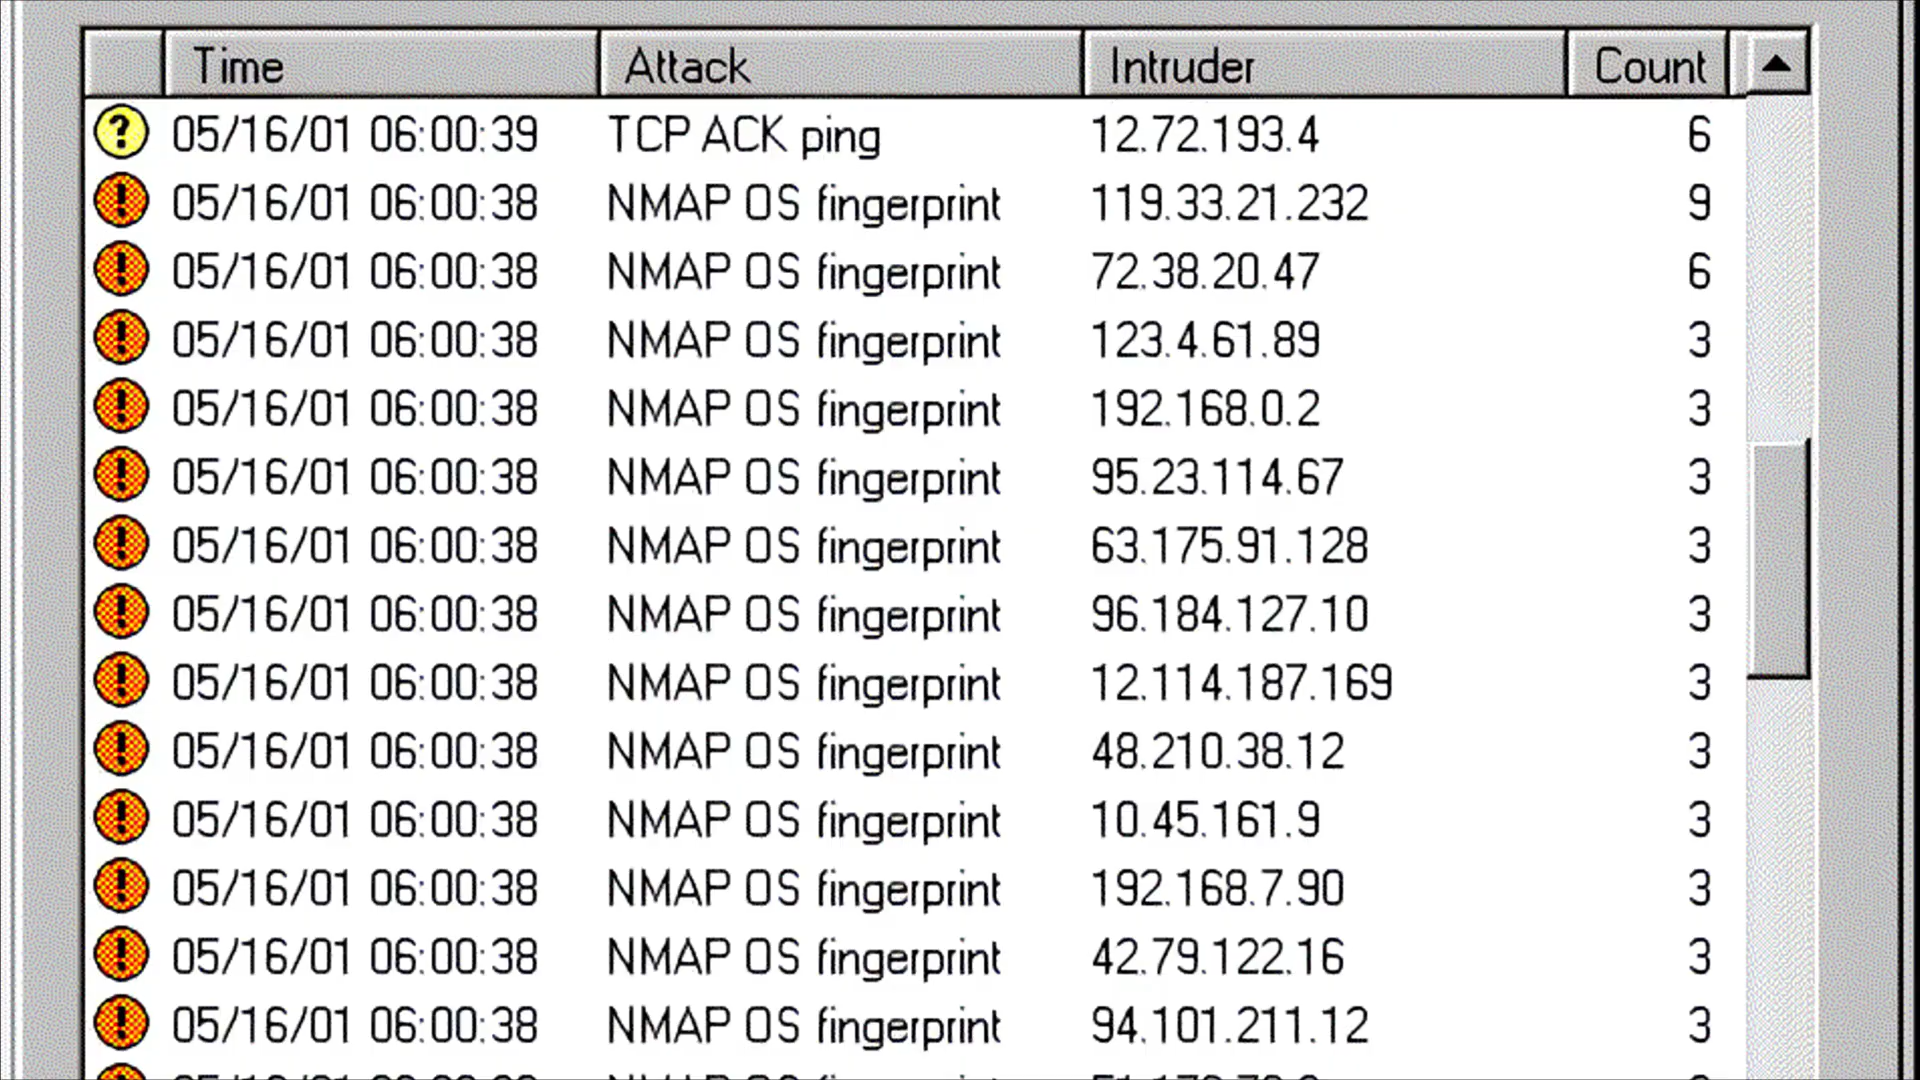 Time Attack Intruder Count
? 05/16/01 06:00:39 TCP ACK ping 12.72.193.4 6
! 05/16/01 06:00:38 NMAP OS fingerprint 119.33.21.232 9
! 05/16/01 06:00:38 NMAP OS fingerprint 72.38.20.47 6
! 05/16/01 06:00:38 NMAP OS fingerprint 123.4.61.89 3
! 05/16/01 06:00:38 NMAP OS fingerprint 192.168.0.2 3
! 05/16/01 06:00:38 NMAP OS fingerprint 95.23.114.67 3
! 05/16/01 06:00:38 NMAP OS fingerprint 63.175.91.128 3
! 05/16/01 06:00:38 NMAP OS fingerprint 96.184.127.10 3
! 05/16/01 06:00:38 NMAP OS fingerprint 12.114.187.169 3
! 05/16/01 06:00:38 NMAP OS fingerprint 48.210.38.12 3
! 05/16/01 06:00:38 NMAP OS fingerprint 10.45.161.9 3
! 05/16/01 06:00:38 NMAP OS fingerprint 192.168.7.90 3
! 05/16/01 06:00:38 NMAP OS fingerprint 42.79.122.16 3
! 05/16/01 06:00:38 NMAP OS fingerprint 94.101.211.12 3